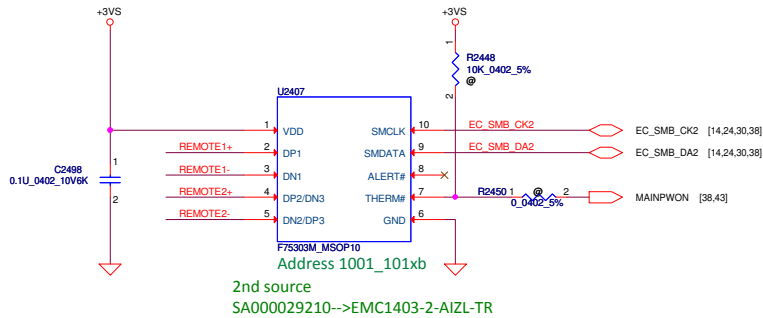 +3VS
+3VS
1
R2448
10K_0402_5%
@
2
U2407
1 VDD SMCLK 10 EC_SMB_CK2 EC_SMB_CK2 [14,24,30,38]
REMOTE1+ 2 DP1 SMDATA 9 EC_SMB_DA2 EC_SMB_DA2 [14,24,30,38]
C2498
0.1U_0402_10V6K
1
2
REMOTE1- 3 DN1 ALERT# 8
REMOTE2+ 4 DP2/DN3 THERM# 7 R2450 1 @ 2 MAINPWON [38,43]
0_0402_5%
REMOTE2- 5 DN2/DP3 GND 6
F75303M_MSOP10
Address 1001_101xb
2nd source
SA000029210-->EMC1403-2-AIZL-TR